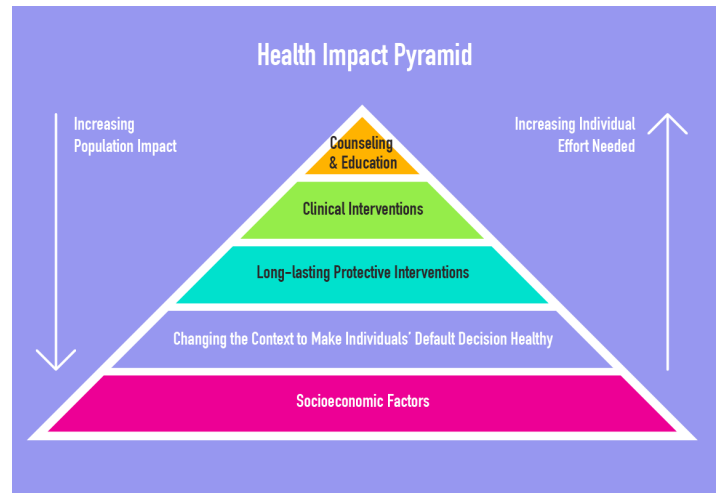 Health Impact Pyramid
Increasing
Population Impact
Increasing Individual
Effort Needed
Counseling
& Education
Clinical Interventions
Long-lasting Protective Interventions
Changing the Context to Make Individuals' Default Decision Healthy
Socioeconomic Factors